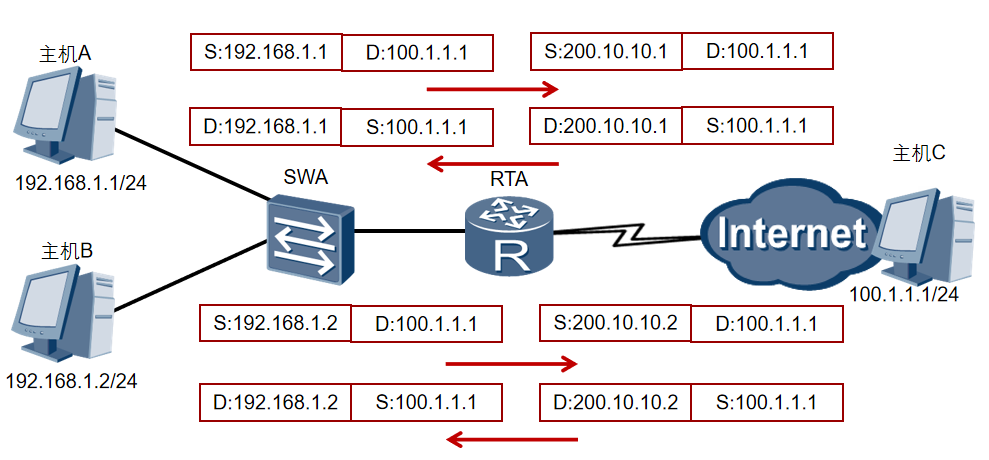 主机A
S:192.168.1.1 D:100.1.1.1 S:200.10.10.1 D:100.1.1.1
D:192.168.1.1 S:100.1.1.1 D:200.10.10.1 S:100.1.1.1
主机C
192.168.1.1/24
SWA
RTA
R
主机B
Internet
100.1.1.1/24
S:192.168.1.2 D:100.1.1.1 S:200.10.10.2 D:100.1.1.1
192.168.1.2/24
D:192.168.1.2 S:100.1.1.1 D:200.10.10.2 S:100.1.1.1